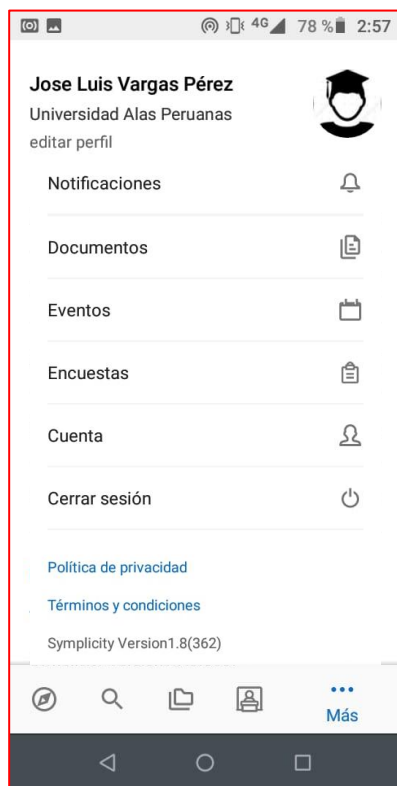 4G 78 % 2:57
Jose Luis Vargas Pérez
Universidad Alas Peruanas
editar perfil
Notificaciones
Documentos
Eventos
Encuestas
Cuenta
Cerrar sesión
Política de privacidad
Términos y condiciones
Symplicity Version1.8(362)
Más